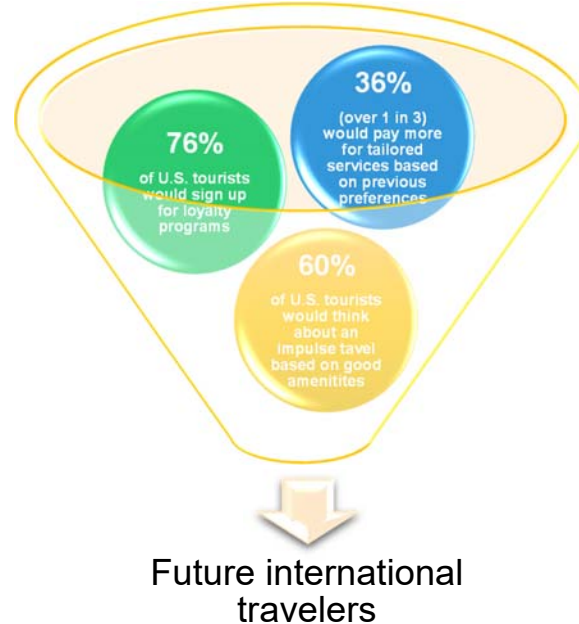 76%
of U.S. tourists
would sign up
for loyalty
programs
36%
(over 1 in 3)
would pay more
for tailored
services based
on previous
preferences
60%
of U.S. tourists
would think
about an
impulse tavel
based on good
amenitites
Future international
travelers